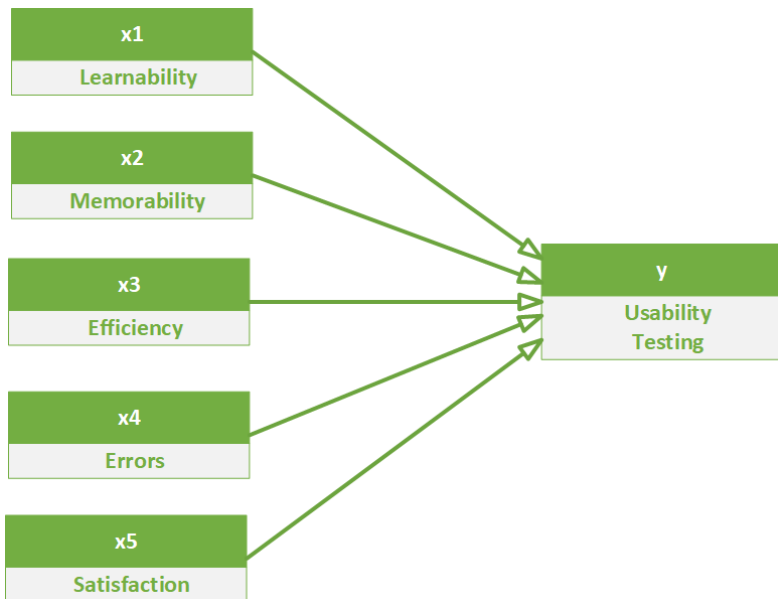 x1
Learnability
x2
Memorability
x3
Efficiency
x4
Errors
x5
Satisfaction
y
Usability
Testing